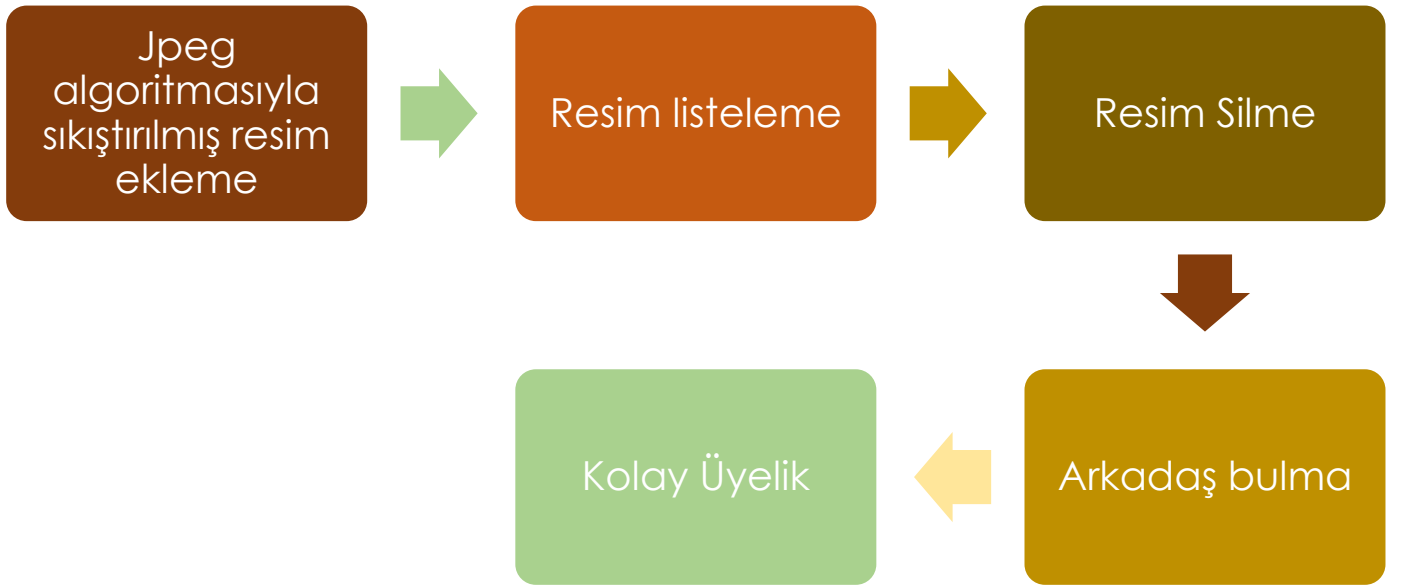 Jpeg
algoritmasıyla
sıkıştırılmış resim
ekleme
Resim listeleme
Resim Silme
Arkadaş bulma
Kolay Üyelik